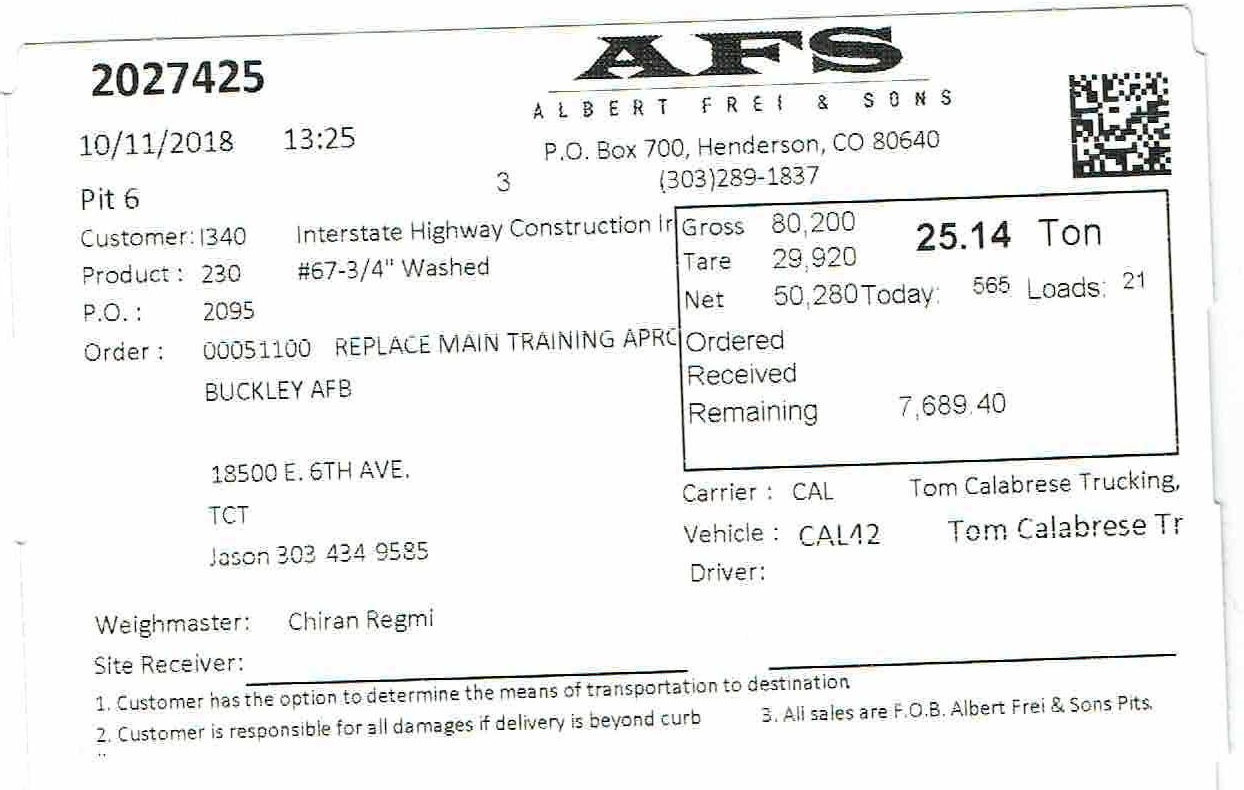 2027425
AFS
ALBERT FREI & SONS
10/11/2018 13:25
P.O. Box 700, Henderson, CO 80640
3 (303)289-1837
Pit 6
Customer: I340 Interstate Highway Construction In
Product : 230 #67-3/4" Washed
P.O. : 2095
Order : 00051100 REPLACE MAIN TRAINING APRO
BUCKLEY AFB
18500 E. 6TH AVE.
TCT
Jason 303 434 9585
Gross 80,200 25.14 Ton
Tare 29,920
Net 50,280 Today: 565 Loads: 21
Ordered
Received
Remaining 7,689.40
Carrier : CAL Tom Calabrese Trucking,
Vehicle : CAL42 Tom Calabrese Tr
Driver:
Weighmaster: Chiran Regmi
Site Receiver:
1. Customer has the option to determine the means of transportation to destination
2. Customer is responsible for all damages if delivery is beyond curb
3. All sales are F.O.B. Albert Frei & Sons Pits.